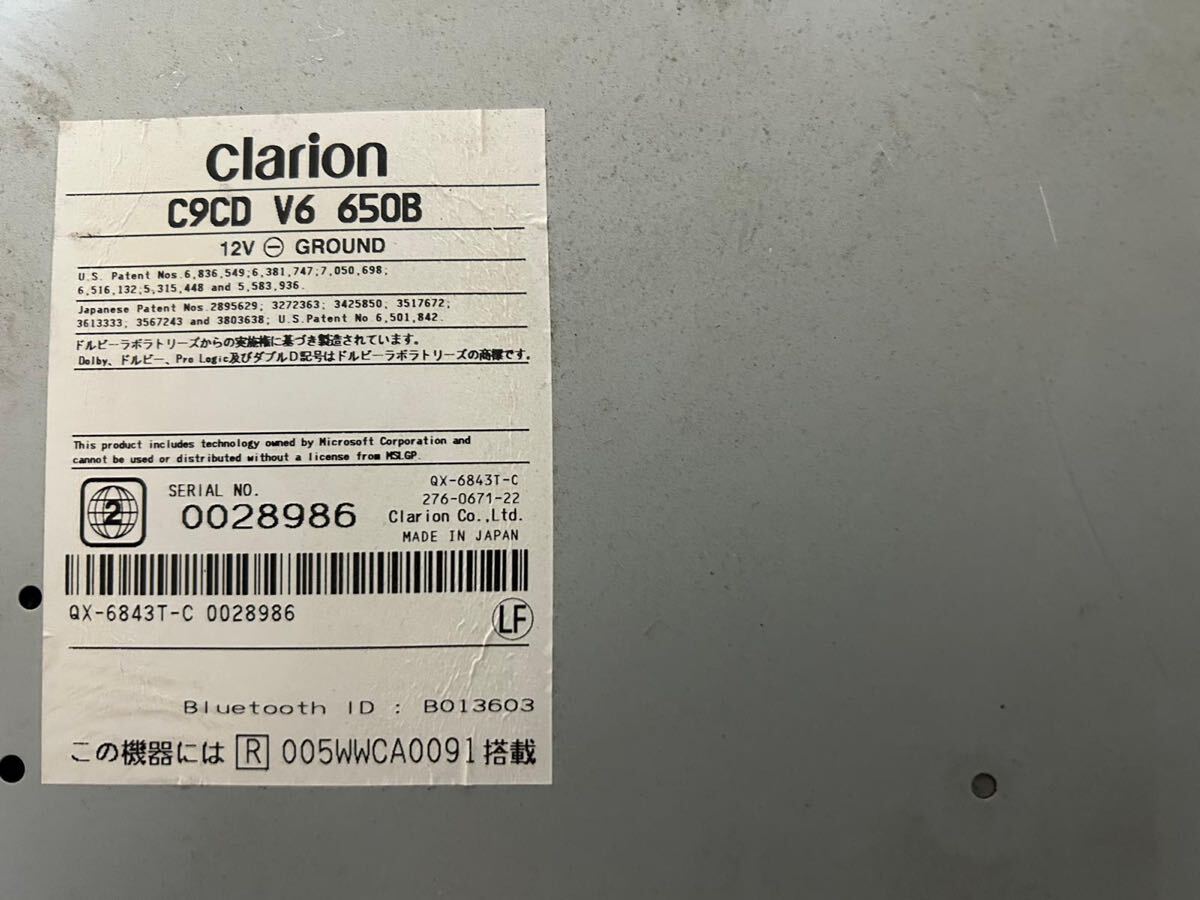 clarion
C9CD V6 650B
12V ⊖ GROUND
U.S. Patent Nos.6,836,549;6,381,747;7,050,698;
6,516,132;5,315,448 and 5,583,936.
Japanese Patent Nos.2895629; 3272363; 3425850; 3517672;
3613333; 3567243 and 3803638; U.S.Patent No 6,501,842.
ドルビーラボラトリーズからの実施権に基づき製造されています。
Dolby、ドルビー、Pro Logic及びダブルD記号はドルビーラボラトリーズの商標です。
This product includes technology owned by Microsoft Corporation and
cannot be used or distributed without a license from MSLGP.
2
SERIAL NO.
0028986
QX-6843T-C
276-0671-22
Clarion Co.,Ltd.
MADE IN JAPAN
QX-6843T-C 0028986
LF
Bluetooth ID : B013603
この機器には R 005WWCA0091 搭載